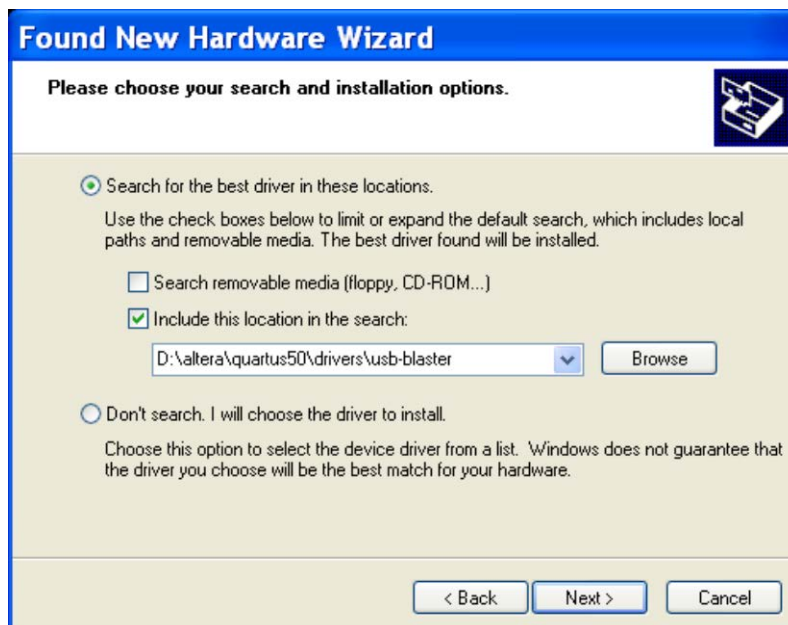 Found New Hardware Wizard
Please choose your search and installation options.
Search for the best driver in these locations.
Use the check boxes below to limit or expand the default search, which includes local
paths and removable media. The best driver found will be installed.
Search removable media (floppy, CD-ROM...)
Include this location in the search:
D:\altera\quartus50\drivers\usb-blaster
Browse
Don't search. I will choose the driver to install.
Choose this option to select the device driver from a list. Windows does not guarantee that
the driver you choose will be the best match for your hardware.
< Back Next > Cancel